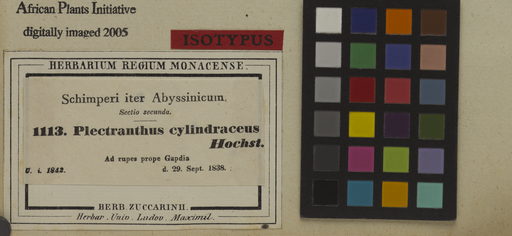 African Plants Initiative
digitally imaged 2005
ISOTYPUS
HERBARIUM REGIUM MONACENSE.
Schimperi iter Abyssinicum.
Sectio secunda.
1113. Plectranthus cylindraceus
Hochst.
Ad rupes prope Gapdia
U. i. 1842. d. 29. Sept. 1838.
HERB. ZUCCARINII.
Herbar. Univ. Ludov. Maximil.